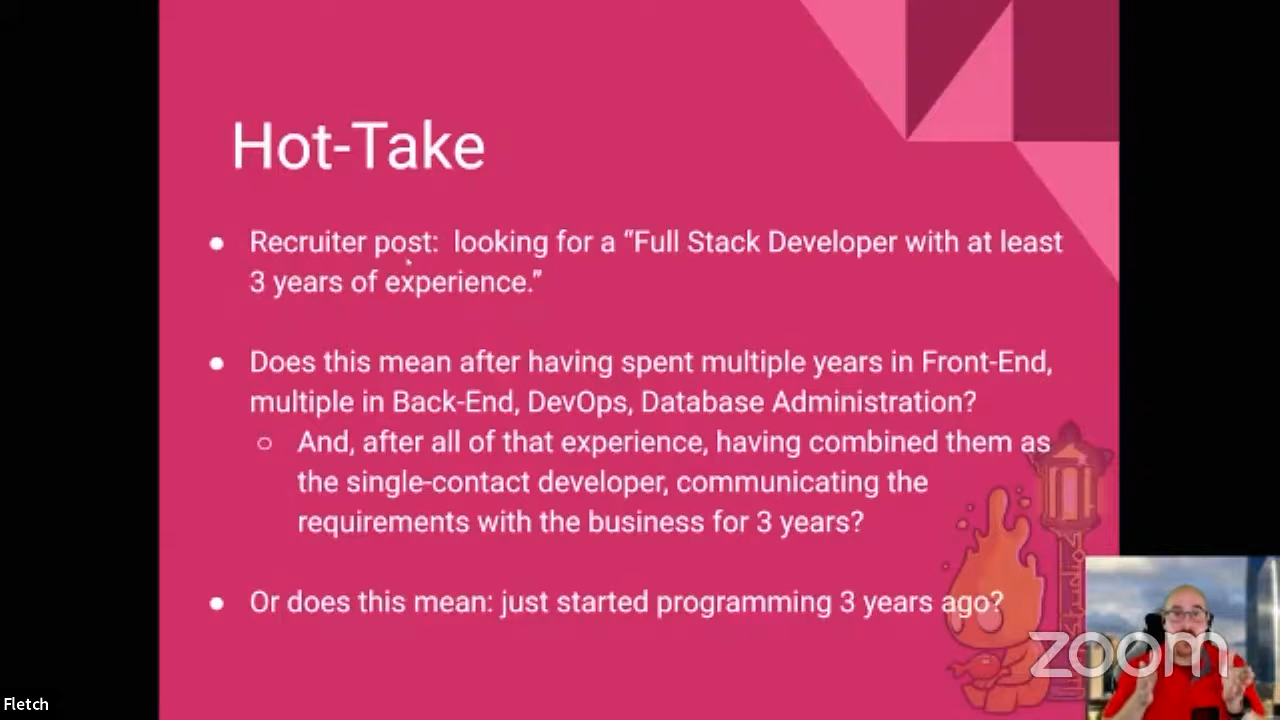 Hot-Take
● Recruiter post:  looking for a “Full Stack Developer with at least
3 years of experience.”
● Does this mean after having spent multiple years in Front-End,
multiple in Back-End, DevOps, Database Administration?
○ And, after all of that experience, having combined them as
the single-contact developer, communicating the
requirements with the business for 3 years?
● Or does this mean: just started programming 3 years ago?
zoom
Fletch